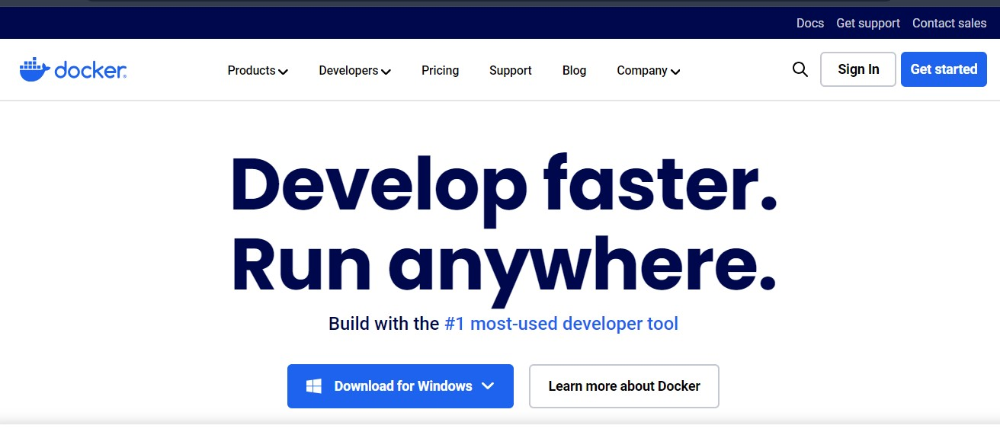 Docs Get support Contact sales
docker Products Developers Pricing Support Blog Company Sign In Get started
Develop faster.
Run anywhere.
Build with the #1 most-used developer tool
Download for Windows Learn more about Docker